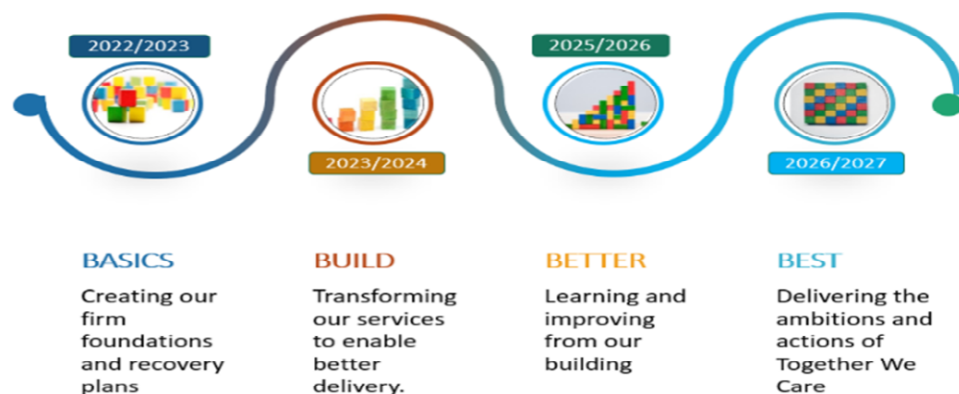 2022/2023
2025/2026
2023/2024
2026/2027
BASICS
Creating our
firm
foundations
and recovery
plans
BUILD
Transforming
our services
to enable
better
delivery.
BETTER
Learning and
improving
from our
building
BEST
Delivering the
ambitions and
actions of
Together We
Care